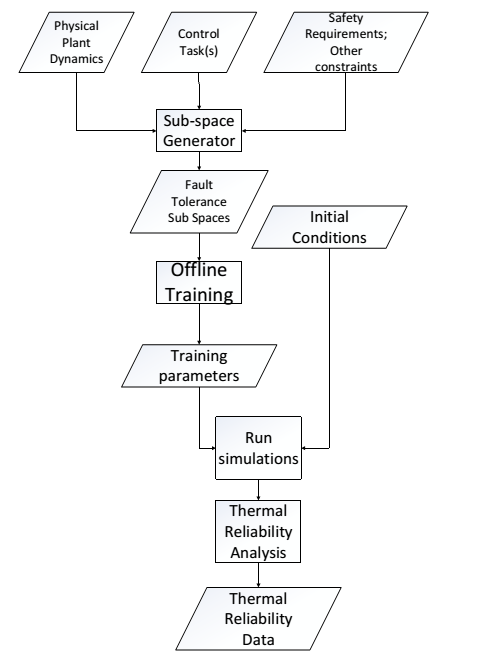 Physical
Plant
Dynamics
Control
Task(s)
Safety
Requirements;
Other
constraints
Sub-space
Generator
Fault
Tolerance
Sub Spaces
Initial
Conditions
Offline
Training
Training
parameters
Run
simulations
Thermal
Reliability
Analysis
Thermal
Reliability
Data